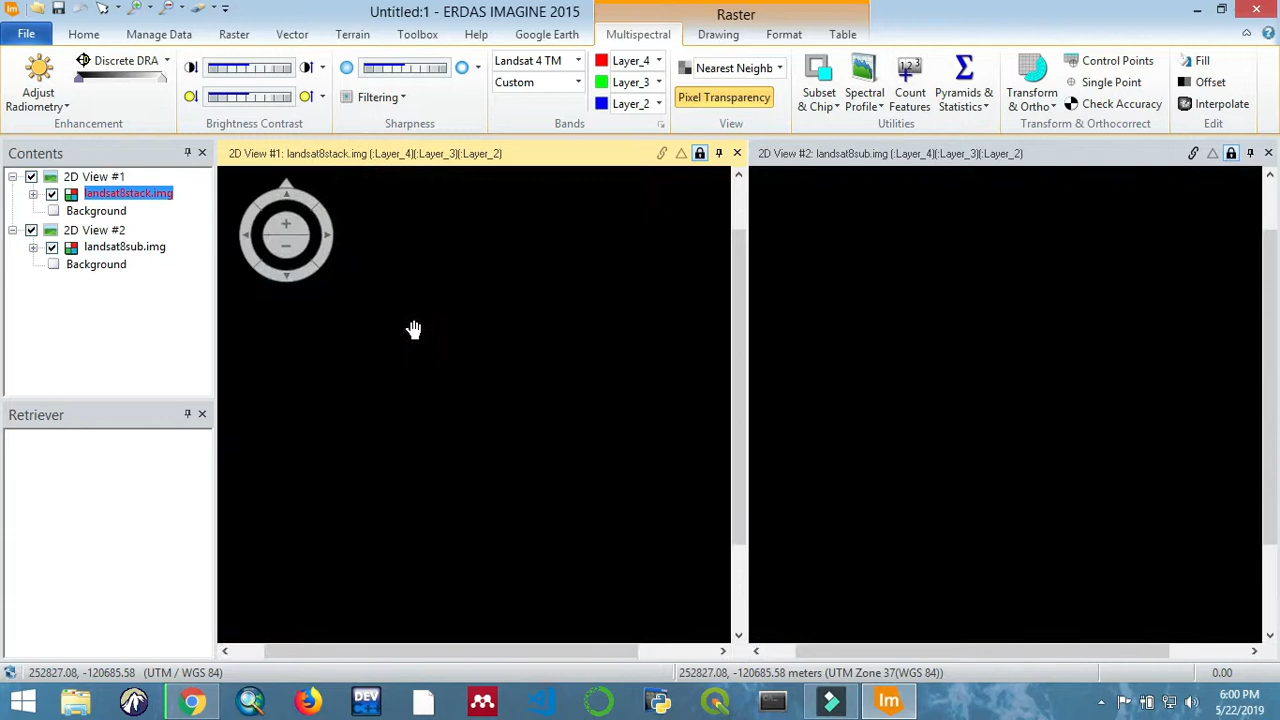 Untitled:1 - ERDAS IMAGINE 2015
Raster
File
Home
Manage Data
Raster
Vector
Terrain
Toolbox
Help
Google Earth
Multispectral
Drawing
Format
Table
Adjust
Radiometry
Discrete DRA
Enhancement
Brightness Contrast
Filtering
Sharpness
Landsat 4 TM
Custom
Layer_4
Layer_3
Layer_2
Bands
Nearest Neighb
Pixel Transparency
View
Subset
& Chip
Spectral
Profile
Count
Features
Pyramids &
Statistics
Utilities
Transform
& Ortho
Control Points
Single Point
Check Accuracy
Transform & Orthocorrect
Fill
Offset
Interpolate
Edit
Contents
2D View #1
landsat8stack.img
Background
2D View #2
landsat8sub.img
Background
Retriever
2D View #1: landsat8stack.img (:Layer_4)(:Layer_3)(:Layer_2)
2D View #2: landsat8sub.img (:Layer_4)(:Layer_3)(:Layer_2)
252827.08, -120685.58 (UTM / WGS 84)
252827.08, -120685.58 meters (UTM Zone 37(WGS 84))
0.00
Im
DEV
C++
Im
6:00 PM
5/22/2019